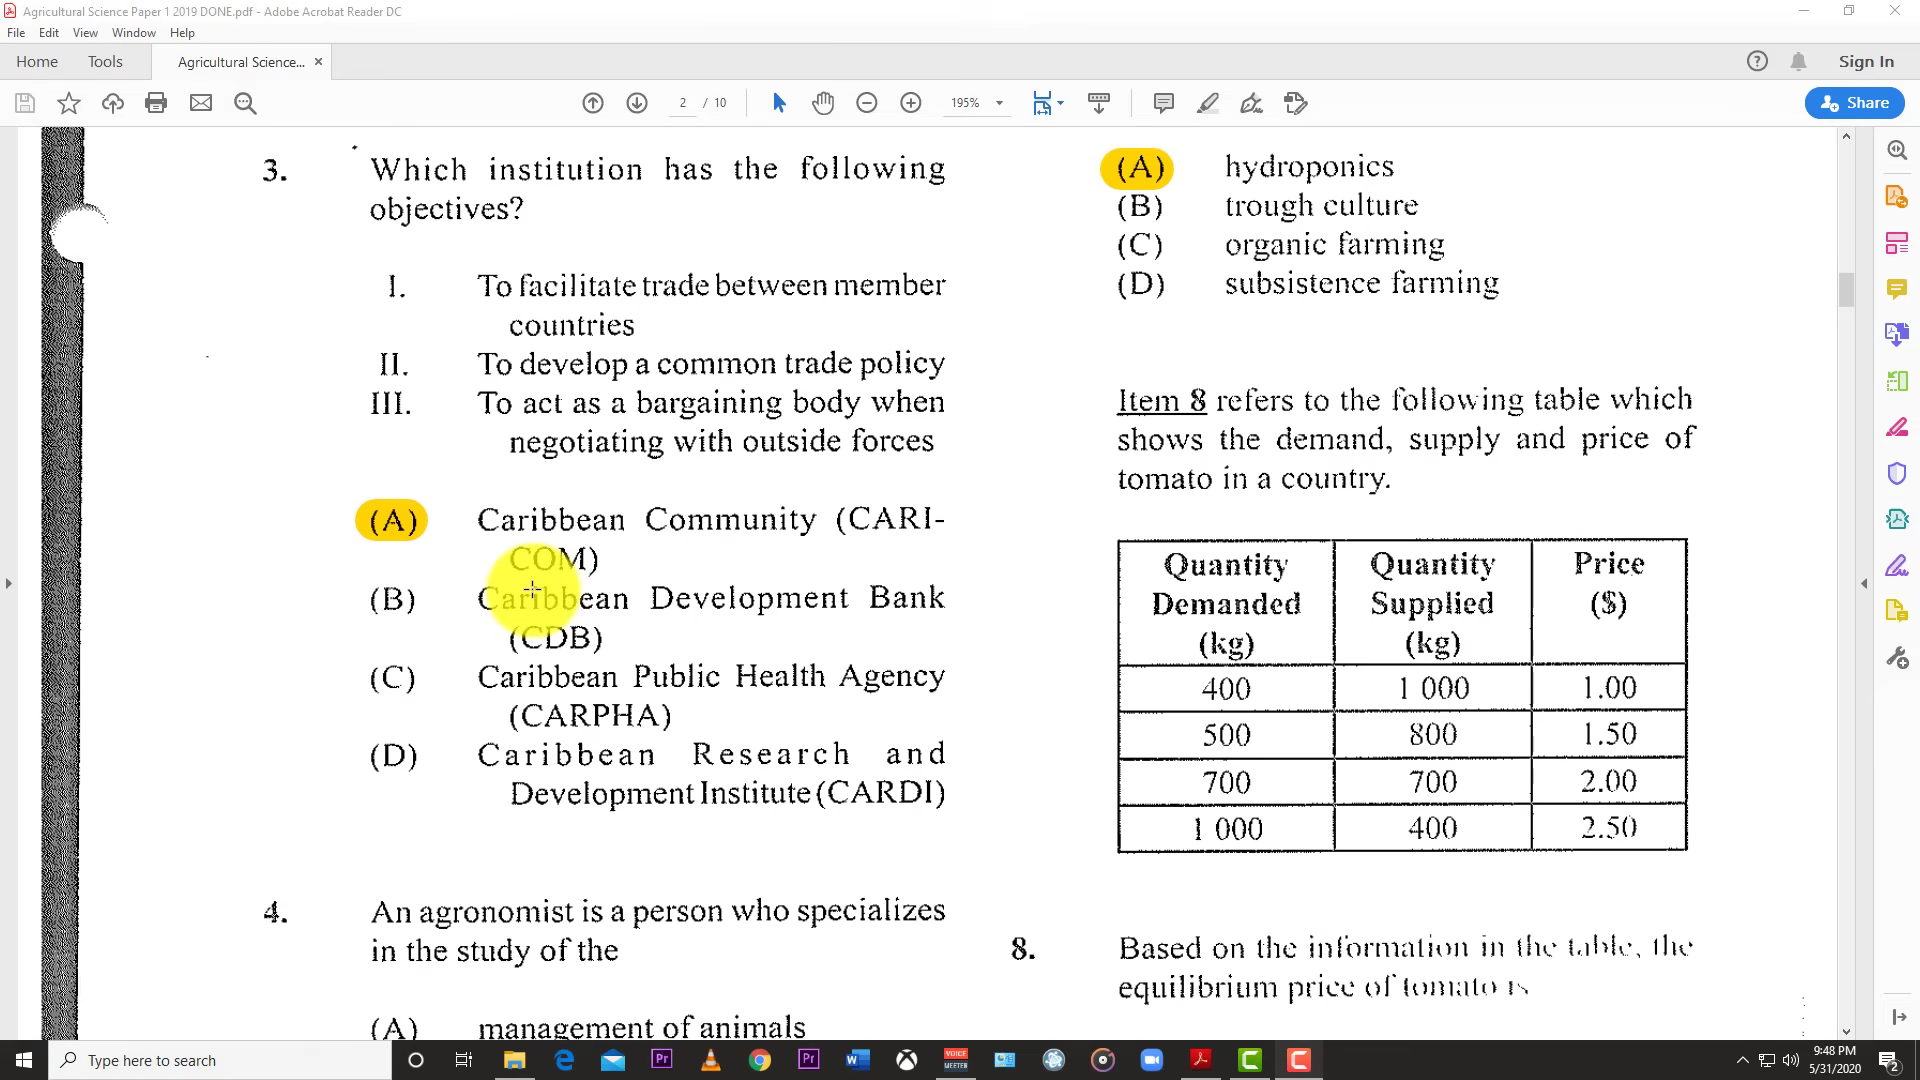 Agricultural Science Paper 1 2019 DONE.pdf - Adobe Acrobat Reader DC
File Edit View Window Help
Home Tools Agricultural Science... ×
Sign In
2 / 10
195%
Share
3. Which institution has the following
objectives?
I. To facilitate trade between member
countries
II. To develop a common trade policy
III. To act as a bargaining body when
negotiating with outside forces
(A) Caribbean Community (CARI-
COM)
(B) Caribbean Development Bank
(CDB)
(C) Caribbean Public Health Agency
(CARPHA)
(D) Caribbean Research and
Development Institute (CARDI)
4. An agronomist is a person who specializes
in the study of the
(A) management of animals
(A) hydroponics
(B) trough culture
(C) organic farming
(D) subsistence farming
Item 8 refers to the following table which
shows the demand, supply and price of
tomato in a country.
Quantity Demanded (kg) Quantity Supplied (kg) Price ($)
400 1 000 1.00
500 800 1.50
700 700 2.00
1 000 400 2.50
8. Based on the information in the table, the
equilibrium price of tomato is
Type here to search
VOICE
MEETER
9:48 PM
5/31/2020
2